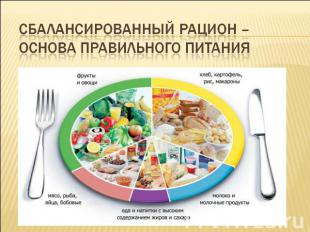 СБАЛАНСИРОВАННЫЙ РАЦИОН –
ОСНОВА ПРАВИЛЬНОГО ПИТАНИЯ
фрукты
и овощи
хлеб, картофель,
рис, макароны
мясо, рыба,
яйца, бобовые
молоко и
молочные продукты
еда и напитки с высоким
содержанием жиров и сахара